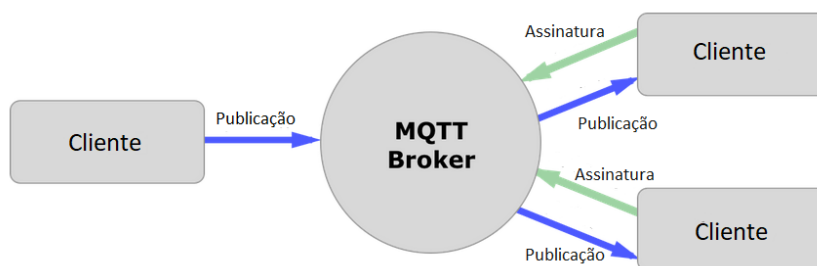 Assinatura
Cliente
Publicação
Publicação
Cliente
MQTT
Broker
Assinatura
Cliente
Publicação